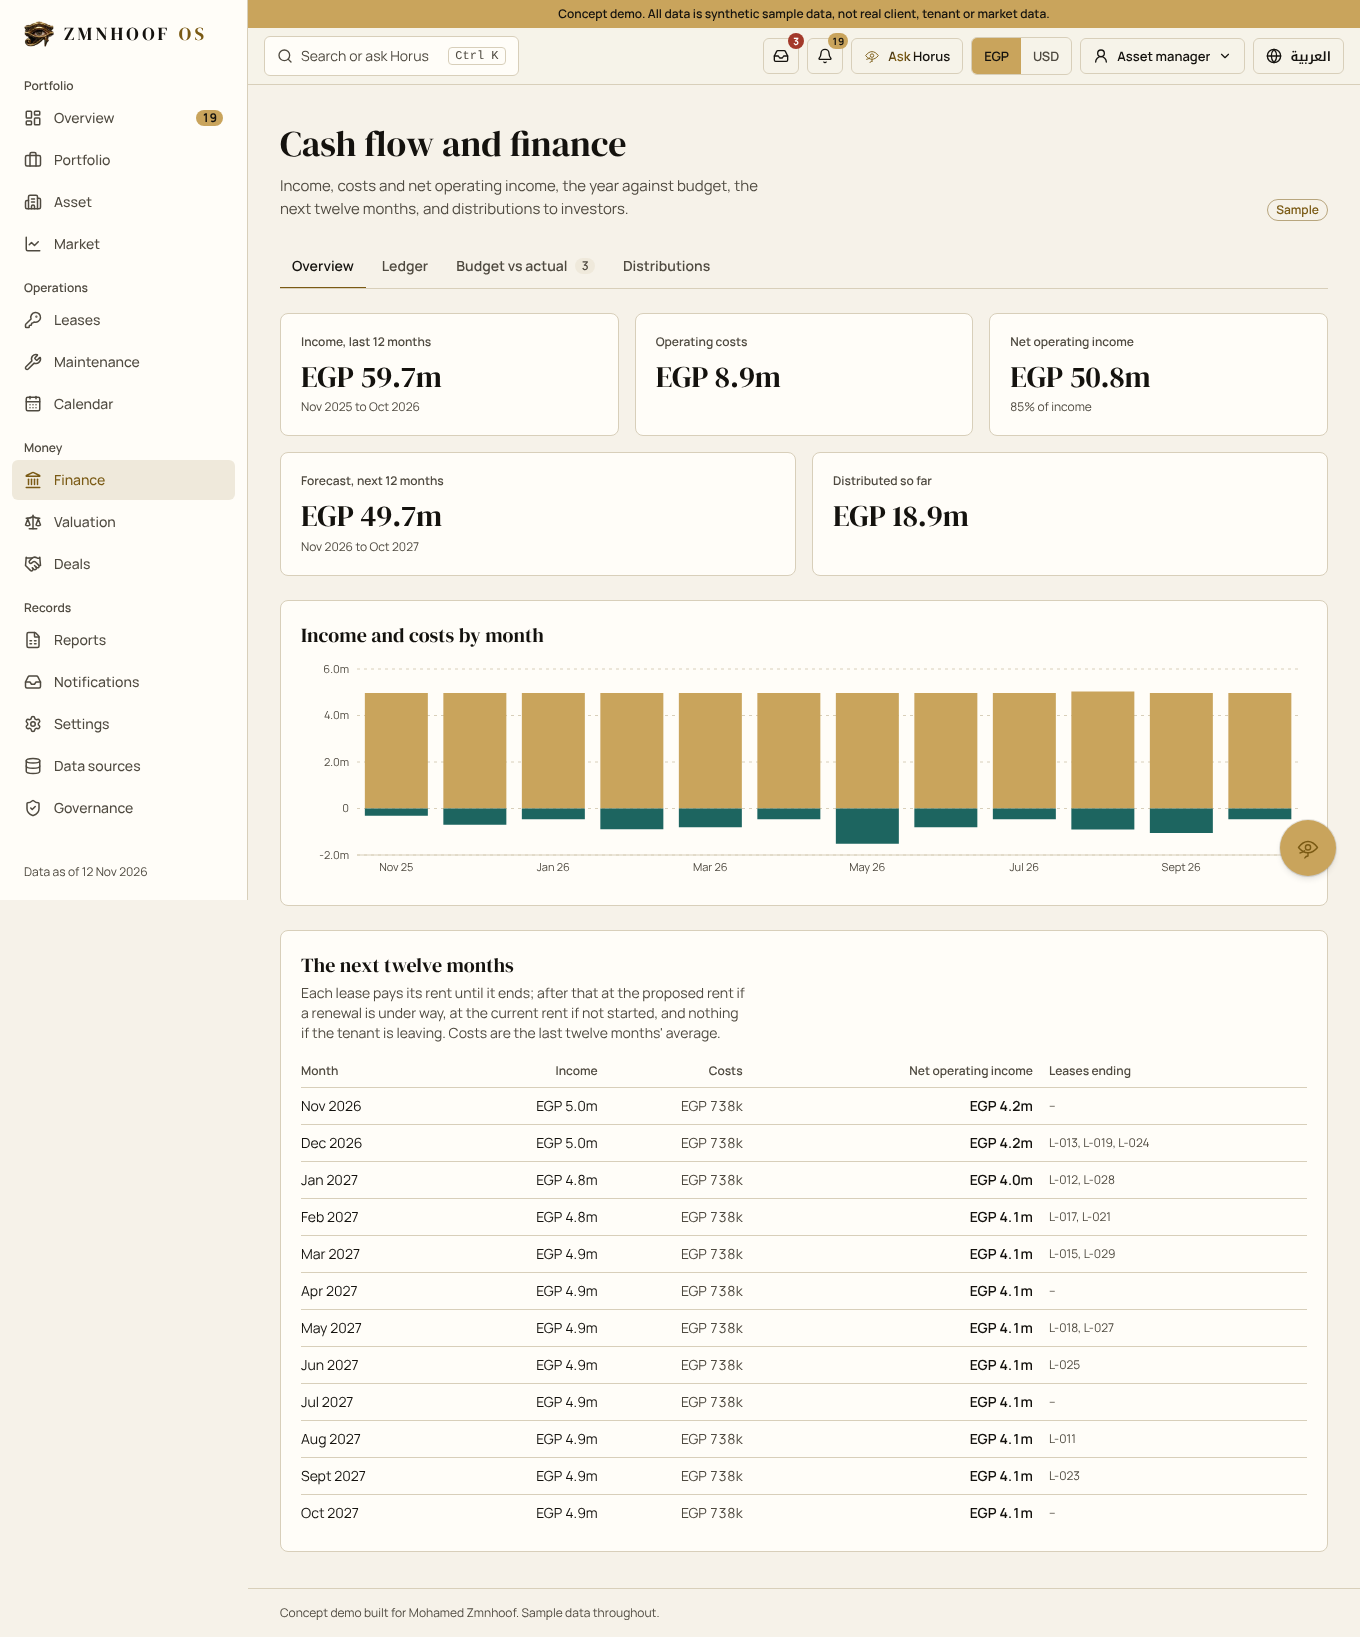 Concept demo. All data is synthetic sample data, not real client, tenant or market data.
ZMNHOOF OS
Search or ask Horus Ctrl K
3
19
Ask Horus
EGP USD
Asset manager
العربية
Portfolio
Overview 19
Portfolio
Asset
Market
Operations
Leases
Maintenance
Calendar
Money
Finance
Valuation
Deals
Records
Reports
Notifications
Settings
Data sources
Governance
Data as of 12 Nov 2026
Cash flow and finance
Income, costs and net operating income, the year against budget, the
next twelve months, and distributions to investors.
Sample
Overview Ledger Budget vs actual 3 Distributions
Income, last 12 months
EGP 59.7m
Nov 2025 to Oct 2026
Operating costs
EGP 8.9m
Net operating income
EGP 50.8m
85% of income
Forecast, next 12 months
EGP 49.7m
Nov 2026 to Oct 2027
Distributed so far
EGP 18.9m
Income and costs by month
6.0m
4.0m
2.0m
0
-2.0m
Nov 25 Jan 26 Mar 26 May 26 Jul 26 Sept 26
The next twelve months
Each lease pays its rent until it ends; after that at the proposed rent if
a renewal is under way, at the current rent if not started, and nothing
if the tenant is leaving. Costs are the last twelve months' average.
Month Income Costs Net operating income Leases ending
Nov 2026 EGP 5.0m EGP 738k EGP 4.2m –
Dec 2026 EGP 5.0m EGP 738k EGP 4.2m L-013, L-019, L-024
Jan 2027 EGP 4.8m EGP 738k EGP 4.0m L-012, L-028
Feb 2027 EGP 4.8m EGP 738k EGP 4.1m L-017, L-021
Mar 2027 EGP 4.9m EGP 738k EGP 4.1m L-015, L-029
Apr 2027 EGP 4.9m EGP 738k EGP 4.1m –
May 2027 EGP 4.9m EGP 738k EGP 4.1m L-018, L-027
Jun 2027 EGP 4.9m EGP 738k EGP 4.1m L-025
Jul 2027 EGP 4.9m EGP 738k EGP 4.1m –
Aug 2027 EGP 4.9m EGP 738k EGP 4.1m L-011
Sept 2027 EGP 4.9m EGP 738k EGP 4.1m L-023
Oct 2027 EGP 4.9m EGP 738k EGP 4.1m –
Concept demo built for Mohamed Zmnhoof. Sample data throughout.